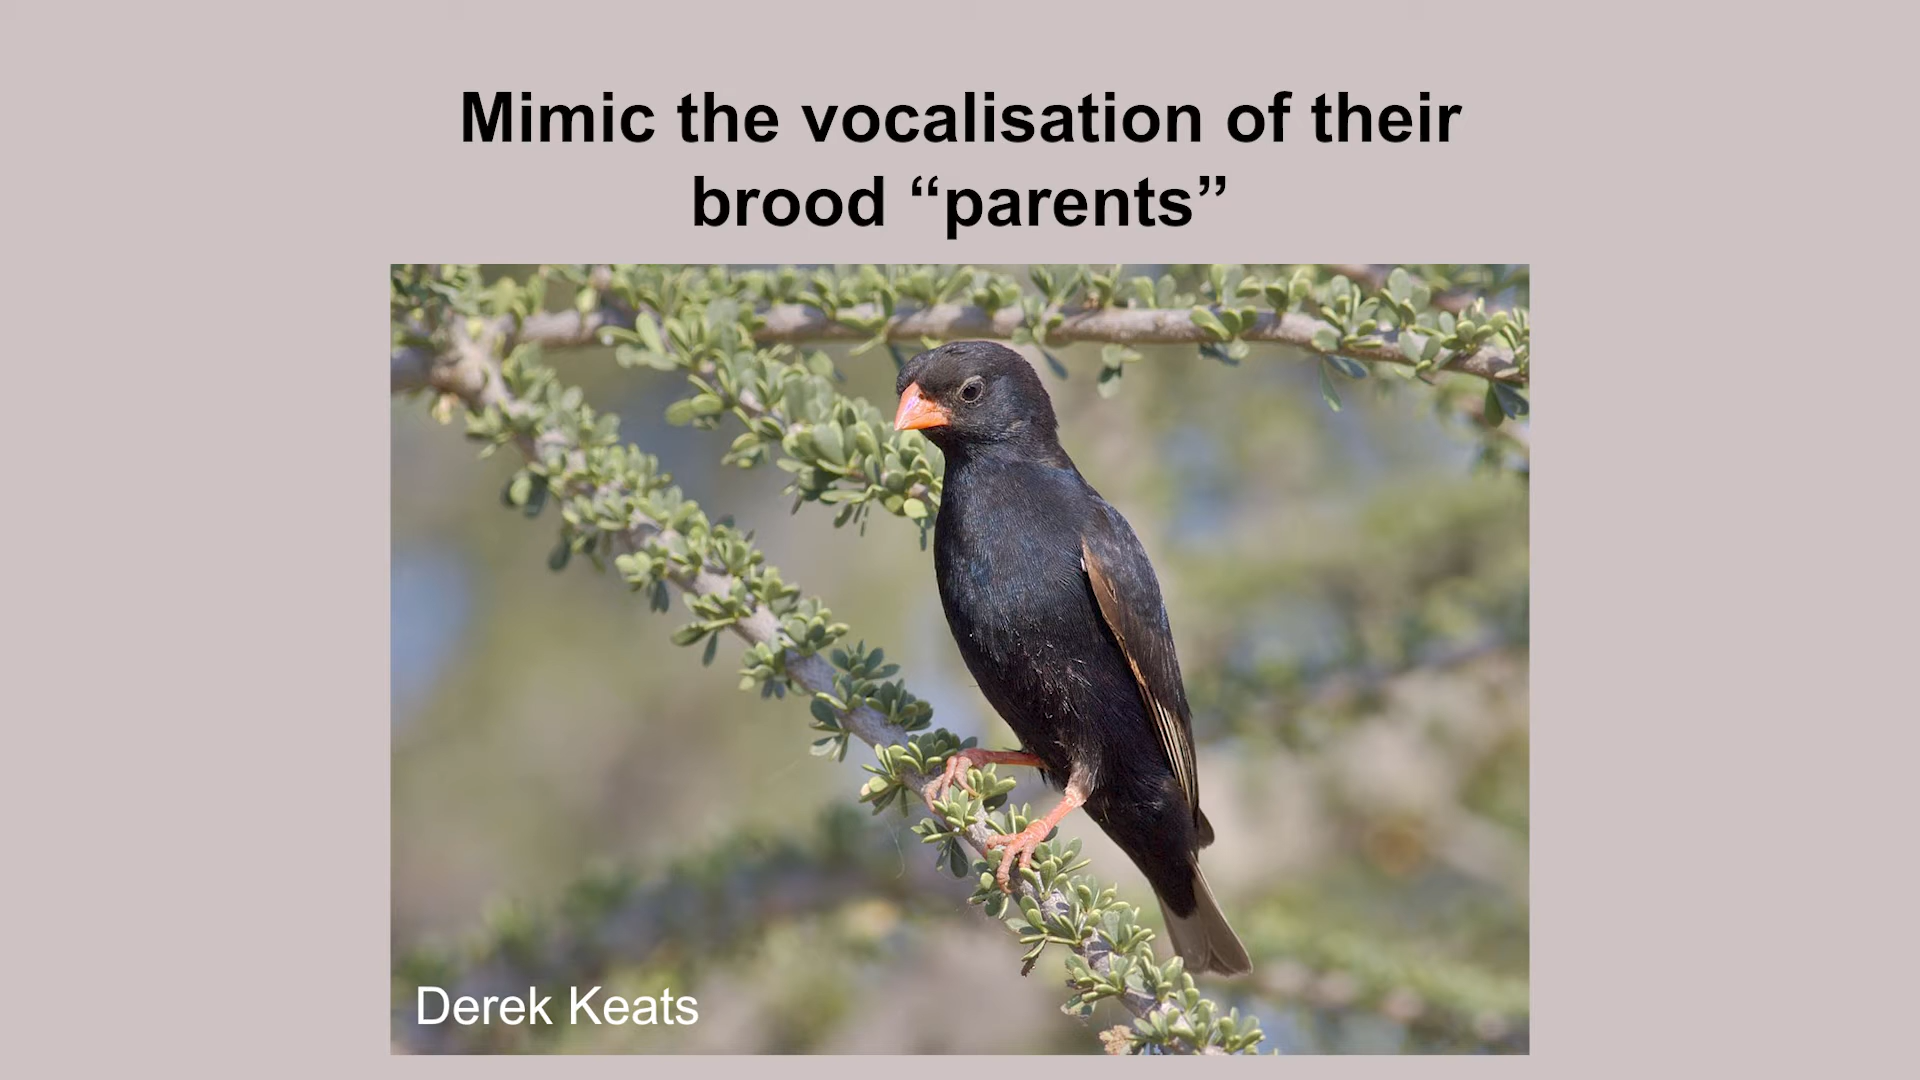 Mimic the vocalisation of their
brood “parents”
Derek Keats